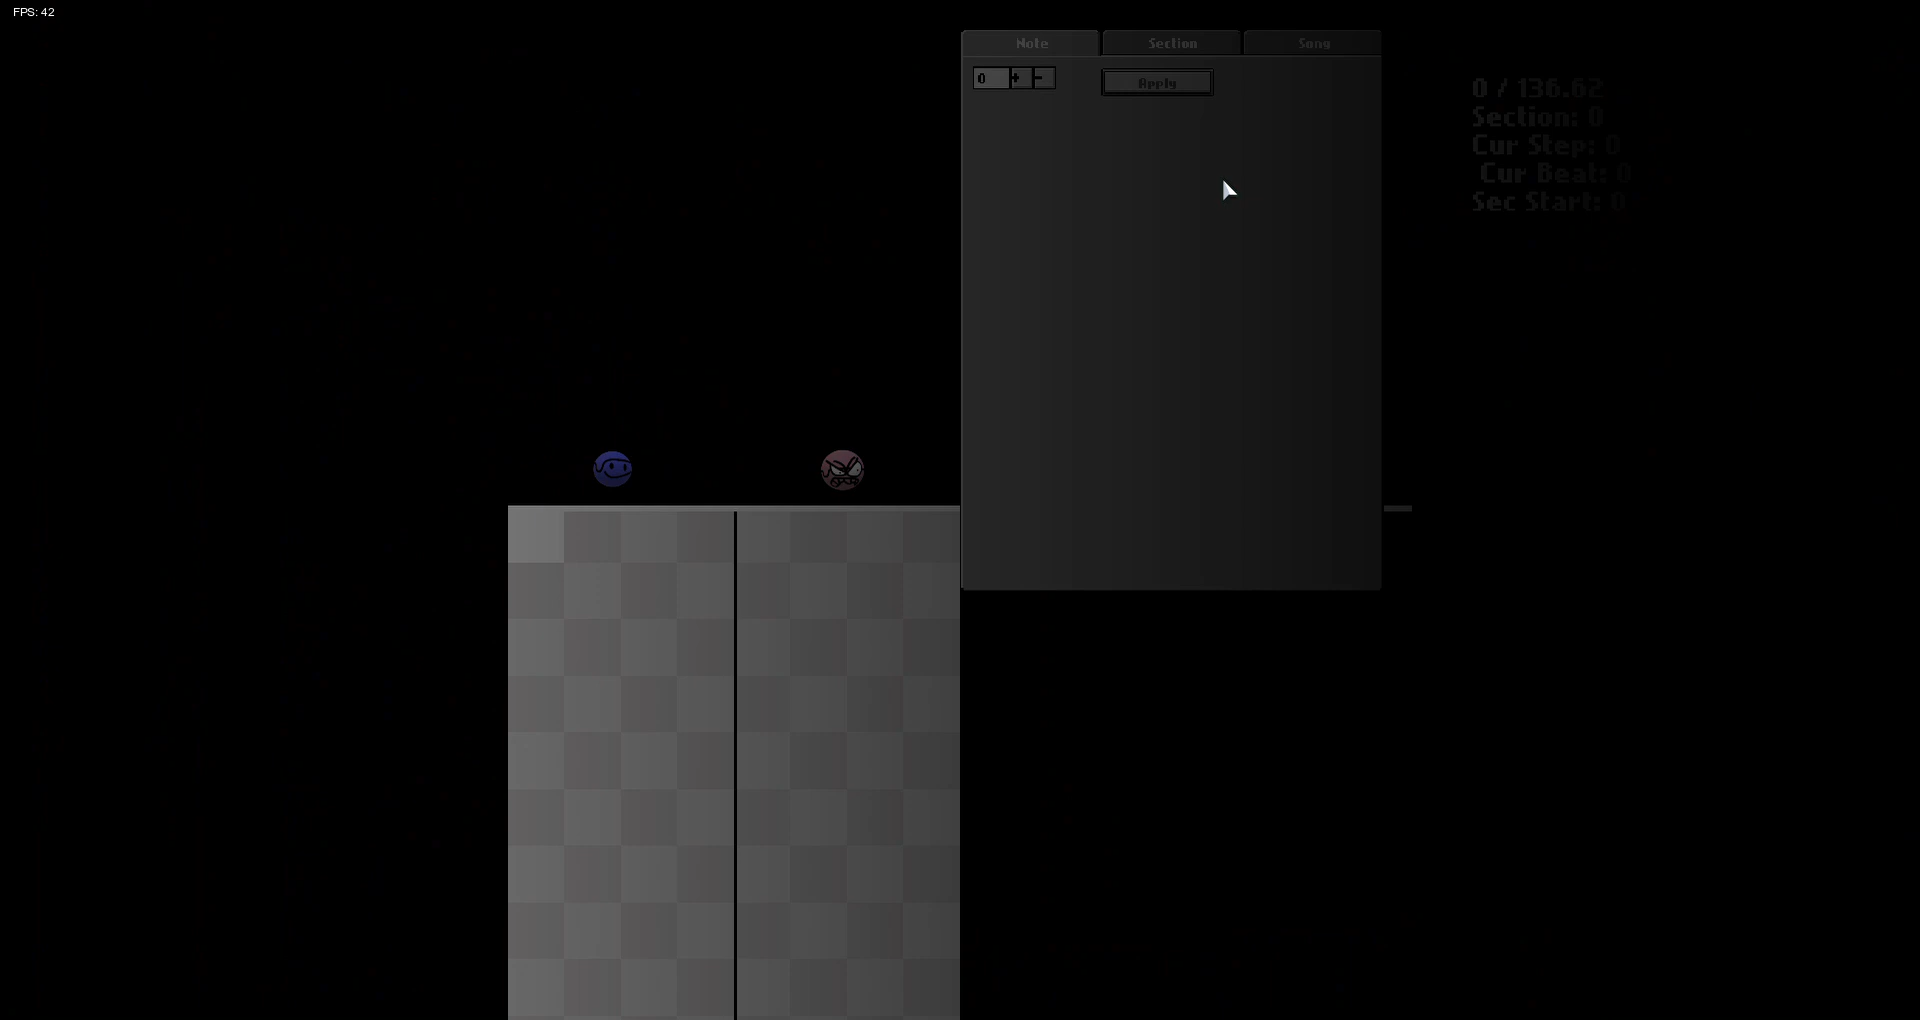 FPS: 42
Note Section Song
0 + - Apply
0 / 136.62
Section: 0
Cur Step: 0
Cur Beat: 0
Sec Start: 0